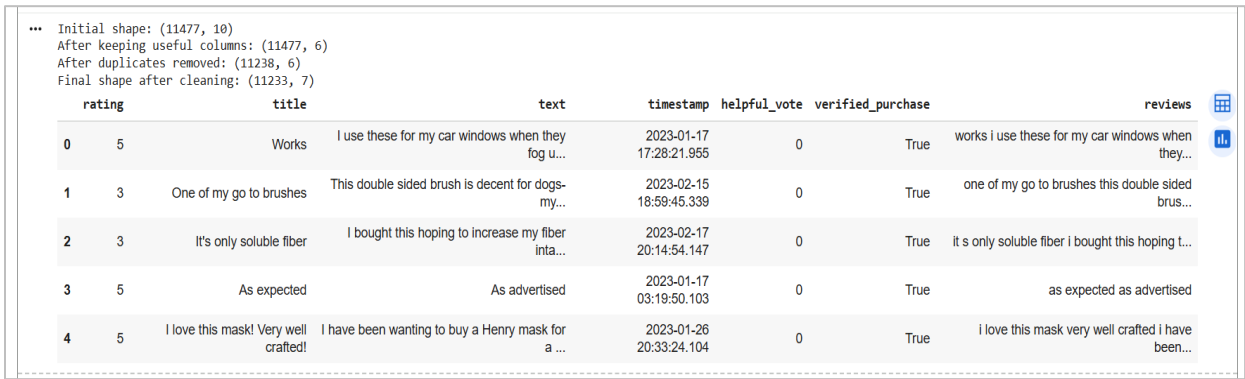 Initial shape: (11477, 10)
After keeping useful columns: (11477, 6)
After duplicates removed: (11238, 6)
Final shape after cleaning: (11233, 7)
rating title text timestamp helpful_vote verified_purchase reviews
0 5 Works I use these for my car windows when they fog u... 2023-01-17 17:28:21.955 0 True works i use these for my car windows when they...
1 3 One of my go to brushes This double sided brush is decent for dogs- my... 2023-02-15 18:59:45.339 0 True one of my go to brushes this double sided brus...
2 3 It's only soluble fiber I bought this hoping to increase my fiber inta... 2023-02-17 20:14:54.147 0 True it s only soluble fiber i bought this hoping t...
3 5 As expected As advertised 2023-01-17 03:19:50.103 0 True as expected as advertised
4 5 I love this mask! Very well crafted! I have been wanting to buy a Henry mask for a ... 2023-01-26 20:33:24.104 0 True i love this mask very well crafted i have been...